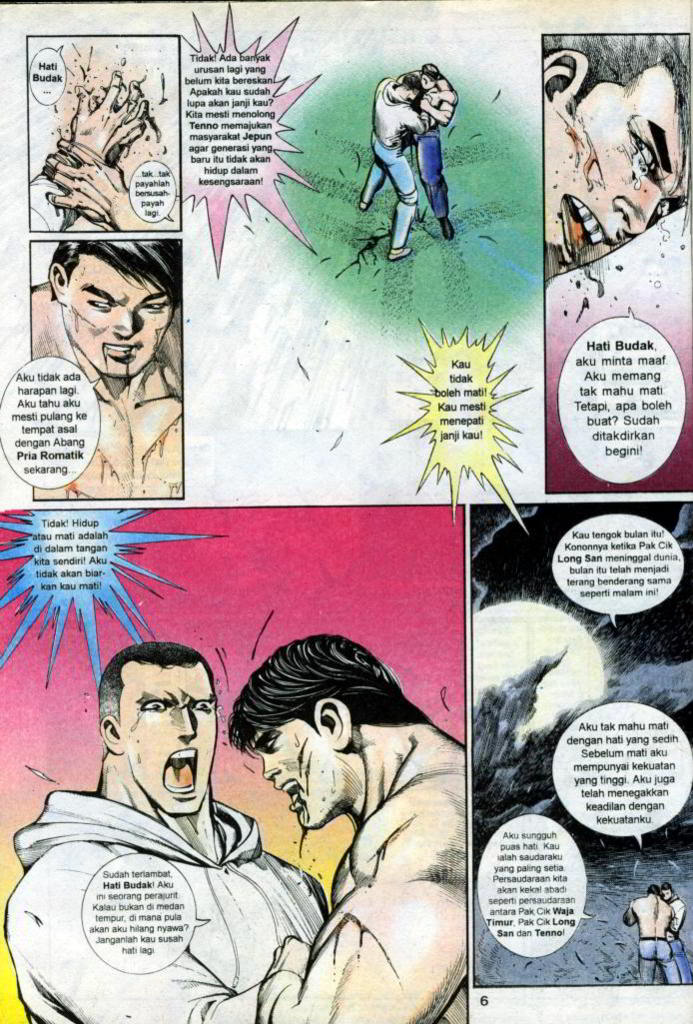 Hati
Budak
...
...tak...tak
payahlah
bersusah-
payah
lagi.
Tidak! Ada banyak
urusan lagi yang
belum kita bereskan!
Apakah kau sudah
lupa akan janji kau?
Kita mesti menolong
Tenno memajukan
masyarakat Jepun
agar generasi yang
baru itu tidak akan
hidup dalam
kesengsaraan!
Hati Budak,
aku minta maaf.
Aku memang
tak mahu mati.
Tetapi, apa boleh
buat? Sudah
ditakdirkan
begini!
Aku tidak ada
harapan lagi.
Aku tahu aku
mesti pulang ke
tempat asal
dengan Abang
Pria Romatik
sekarang...
Kau
tidak
boleh mati!
Kau mesti
menepati
janji kau!
Tidak! Hidup
atau mati adalah
di dalam tangan
kita sendiri! Aku
tidak akan biar-
kan kau mati!
Sudah terlambat,
Hati Budak! Aku
ini seorang perajurit.
Kalau bukan di medan
tempur, di mana pula
akan aku hilang nyawa?
Janganlah kau susah
hati lagi.
Kau tengok bulan itu!
Kononnya ketika Pak Cik
Long San meninggal dunia,
bulan itu telah menjadi
terang benderang sama
seperti malam ini!
Aku tak mahu mati
dengan hati yang sedih.
Sebelum mati aku
mempunyai kekuatan
yang tinggi. Aku juga
telah menegakkan
keadilan dengan
kekuatanku.
Aku sungguh
puas hati. Kau
ialah saudaraku
yang paling setia.
Persaudaraan kita
akan kekal abadi
seperti persaudaraan
antara Pak Cik Waja
Timur, Pak Cik Long
San dan Tenno!
6